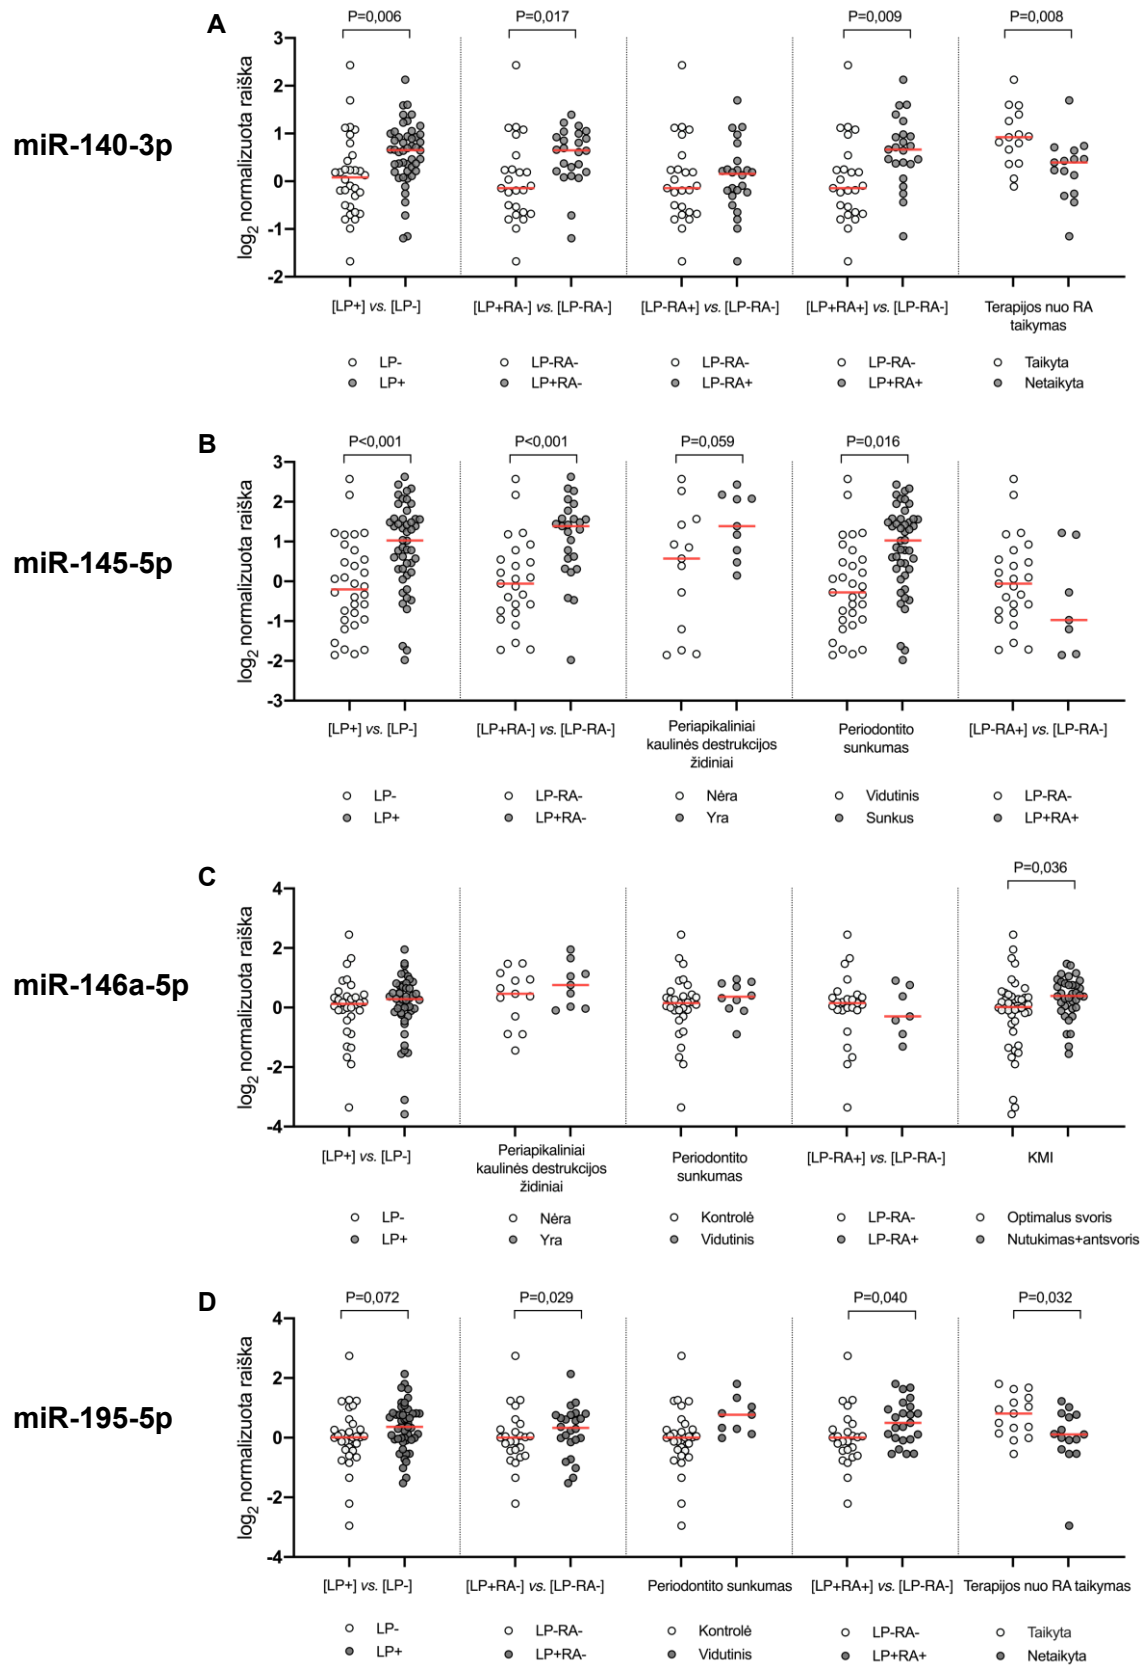 A
P=0,006
P=0,017
P=0,009
P=0,008
miR-140-3p
log2 normalizuota raiška
3
2
1
0
-1
-2
[LP+] vs. [LP-]
[LP+RA-] vs. [LP-RA-]
[LP-RA+] vs. [LP-RA-]
[LP+RA+] vs. [LP-RA-]
Terapijos nuo RA
taikymas
LP-
LP+
LP-RA-
LP+RA-
LP-RA-
LP-RA+
LP-RA-
LP+RA+
Taikyta
Netaikyta
B
P<0,001
P<0,001
P=0,059
P=0,016
miR-145-5p
log2 normalizuota raiška
3
2
1
0
-1
-2
-3
[LP+] vs. [LP-]
[LP+RA-] vs. [LP-RA-]
Periapikaliniai
kaulinės destrukcijos
židiniai
Periodontito
sunkumas
[LP-RA+] vs. [LP-RA-]
LP-
LP+
LP-RA-
LP+RA-
Nėra
Yra
Vidutinis
Sunkus
LP-RA-
LP+RA+
C
P=0,036
miR-146a-5p
log2 normalizuota raiška
4
2
0
-2
-4
[LP+] vs. [LP-]
Periapikaliniai
kaulinės destrukcijos
židiniai
Periodontito
sunkumas
[LP-RA+] vs. [LP-RA-]
KMI
LP-
LP+
Nėra
Yra
Kontrolė
Vidutinis
LP-RA-
LP-RA+
Optimalus svoris
Nutukimas+antsvoris
D
P=0,072
P=0,029
P=0,040
P=0,032
miR-195-5p
log2 normalizuota raiška
4
2
0
-2
-4
[LP+] vs. [LP-]
[LP+RA-] vs. [LP-RA-]
Periodontito sunkumas
[LP+RA+] vs. [LP-RA-]
Terapijos nuo RA taikymas
LP-
LP+
LP-RA-
LP+RA-
Kontrolė
Vidutinis
LP-RA-
LP+RA+
Taikyta
Netaikyta